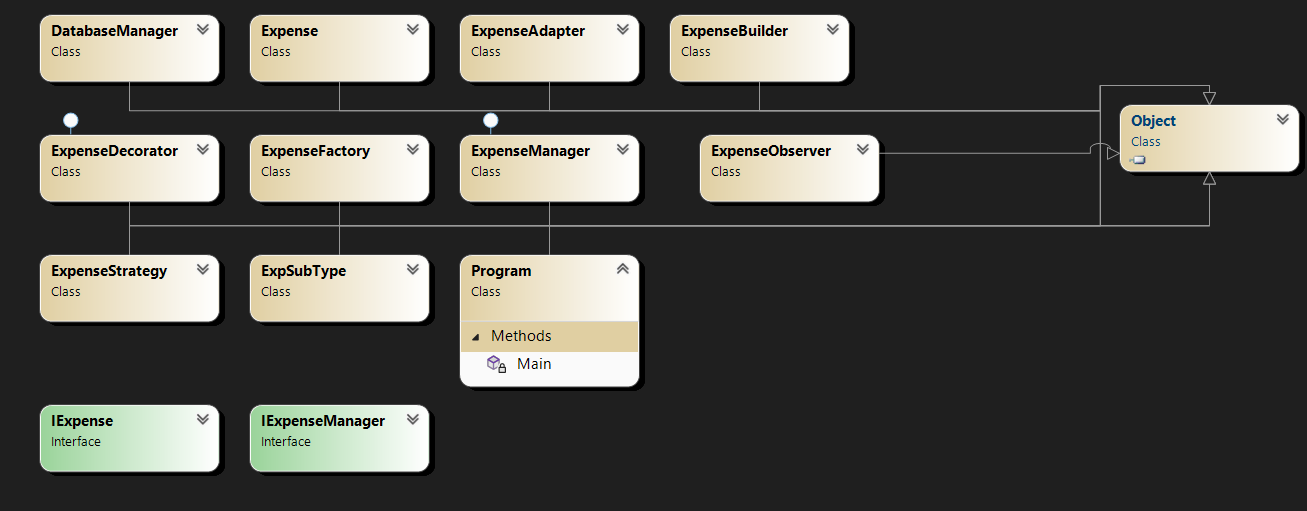 DatabaseManager
Class
Expense
Class
ExpenseAdapter
Class
ExpenseBuilder
Class
Object
Class
ExpenseDecorator
Class
ExpenseFactory
Class
ExpenseManager
Class
ExpenseObserver
Class
ExpenseStrategy
Class
ExpSubType
Class
Program
Class
Methods
Main
IExpense
Interface
IExpenseManager
Interface